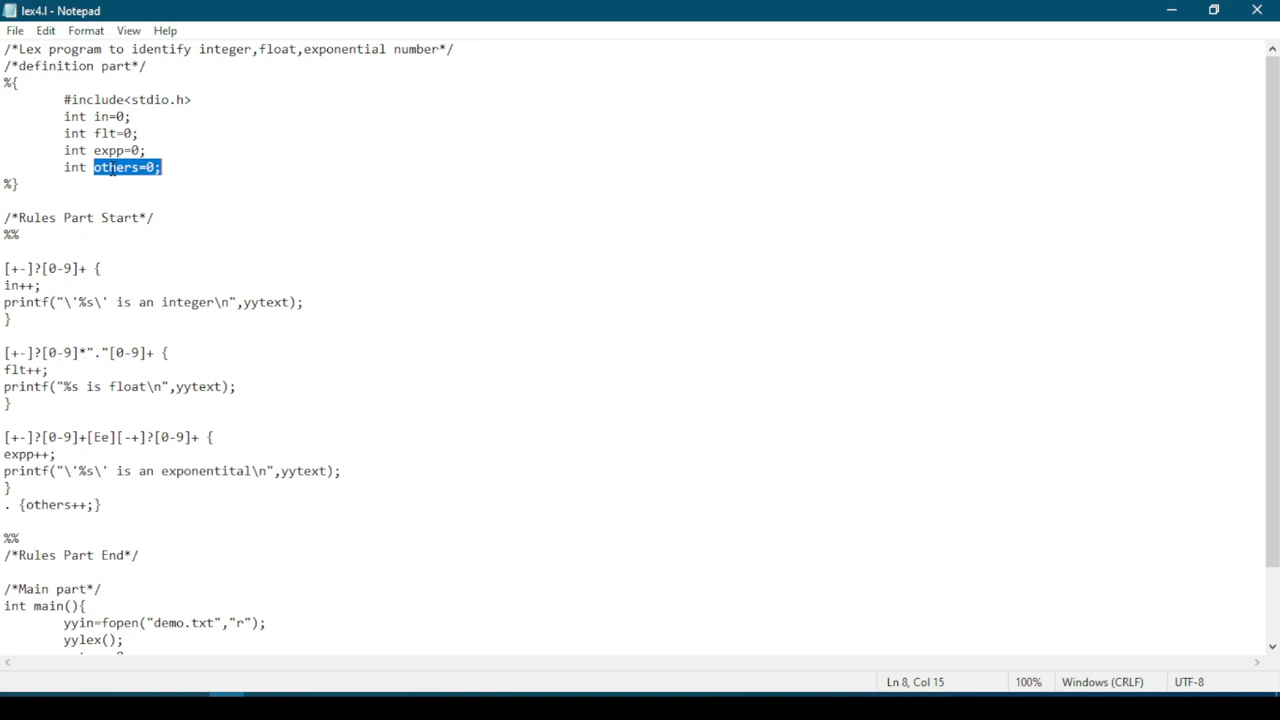 lex4.l - Notepad
File Edit Format View Help
/*Lex program to identify integer,float,exponential number*/
/*definition part*/
%{
#include<stdio.h>
int in=0;
int flt=0;
int expp=0;
int others=0;
%}
/*Rules Part Start*/
%%
[+-]?[0-9]+ {
in++;
printf("\'%s\' is an integer\n",yytext);
}
[+-]?[0-9]*"."[0-9]+ {
flt++;
printf("%s is float\n",yytext);
}
[+-]?[0-9]+[Ee][-+]?[0-9]+ {
expp++;
printf("\'%s\' is an exponentital\n",yytext);
}
. {others++;}
%%
/*Rules Part End*/
/*Main part*/
int main(){
yyin=fopen("demo.txt","r");
yylex();
Ln 8, Col 15 100% Windows (CRLF) UTF-8